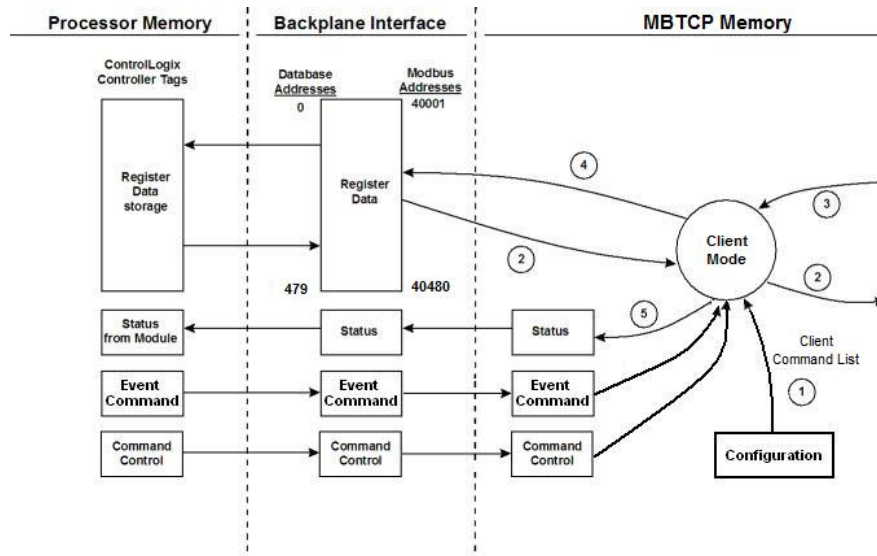 Processor Memory
Backplane Interface
MBTCP Memory
ControlLogix
Controller Tags
Database
Addresses
0
Modbus
Addresses
40001
Register
Data
storage
Register
Data
479
40480
4
2
3
2
Client
Mode
5
Status
from Module
Status
Status
Client
Command List
1
Event
Command
Event
Command
Event
Command
Command
Control
Command
Control
Command
Control
Configuration